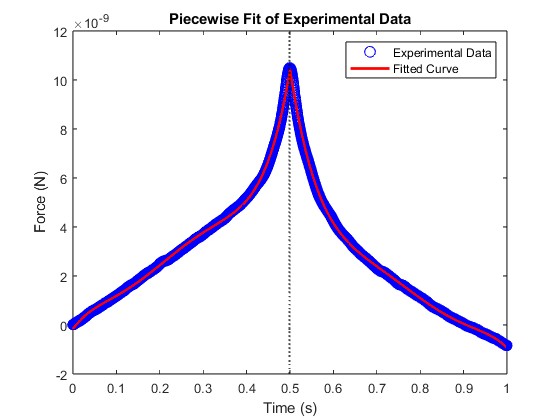 Piecewise Fit of Experimental Data
×10⁻⁹
Experimental Data
Fitted Curve
12
10
8
6
4
2
0
-2
Force (N)
0 0.1 0.2 0.3 0.4 0.5 0.6 0.7 0.8 0.9 1
Time (s)